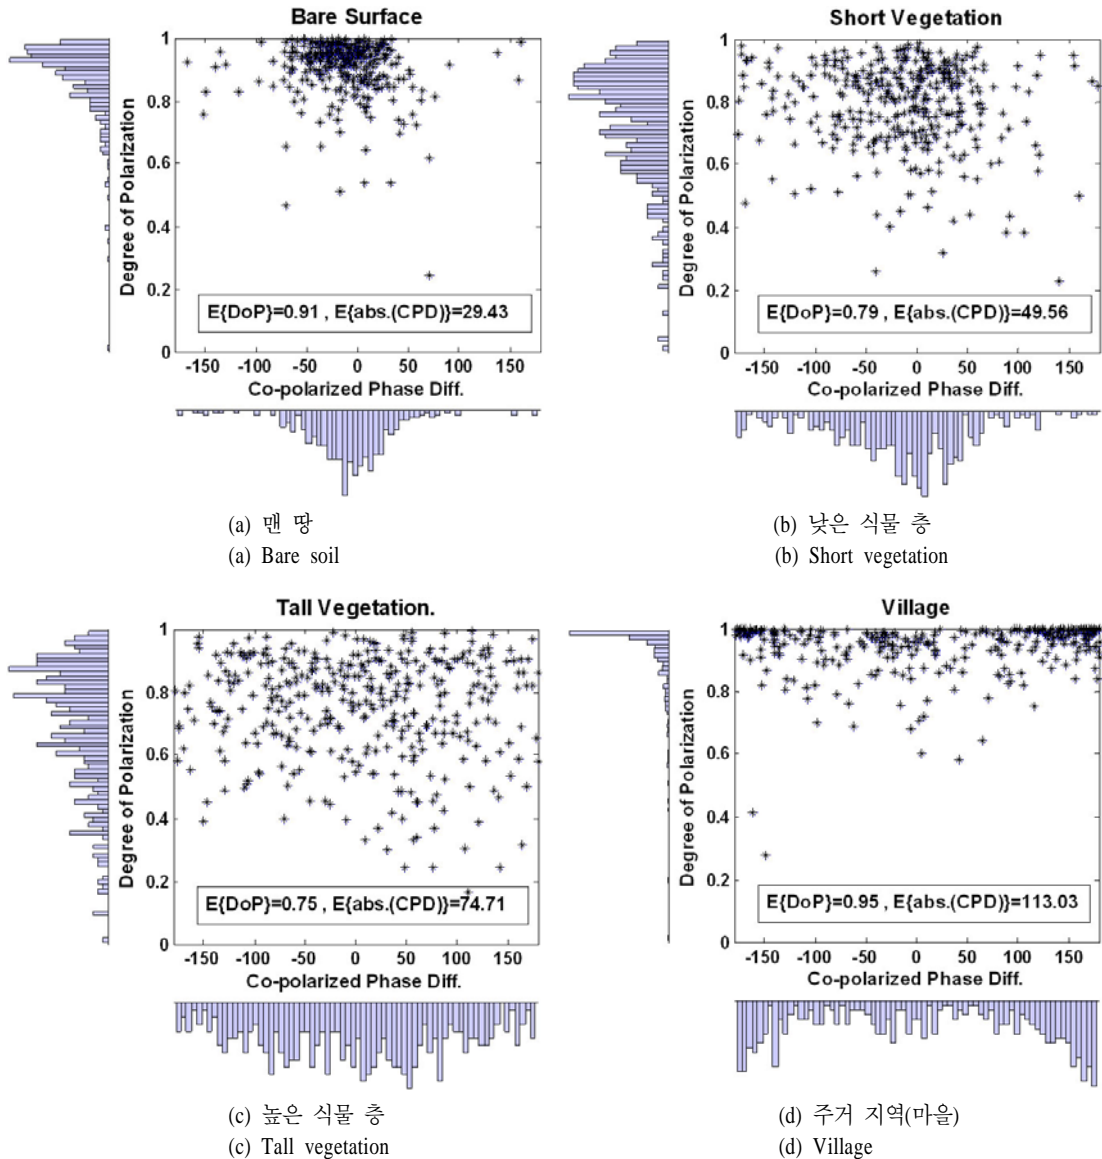 Bare Surface
Degree of Polarization
1
0.8
0.6
0.4
0.2
0
E{DoP}=0.91 , E{abs.(CPD)}=29.43
-150 -100 -50 0 50 100 150
Co-polarized Phase Diff.
(a) 맨 땅
(a) Bare soil
Short Vegetation
Degree of Polarization
1
0.8
0.6
0.4
0.2
0
E{DoP}=0.79 , E{abs.(CPD)}=49.56
-150 -100 -50 0 50 100 150
Co-polarized Phase Diff.
(b) 낮은 식물 층
(b) Short vegetation
Tall Vegetation.
Degree of Polarization
1
0.8
0.6
0.4
0.2
0
E{DoP}=0.75 , E{abs.(CPD)}=74.71
-150 -100 -50 0 50 100 150
Co-polarized Phase Diff.
(c) 높은 식물 층
(c) Tall vegetation
Village
Degree of Polarization
1
0.8
0.6
0.4
0.2
0
E{DoP}=0.95 , E{abs.(CPD)}=113.03
-150 -100 -50 0 50 100 150
Co-polarized Phase Diff.
(d) 주거 지역(마을)
(d) Village